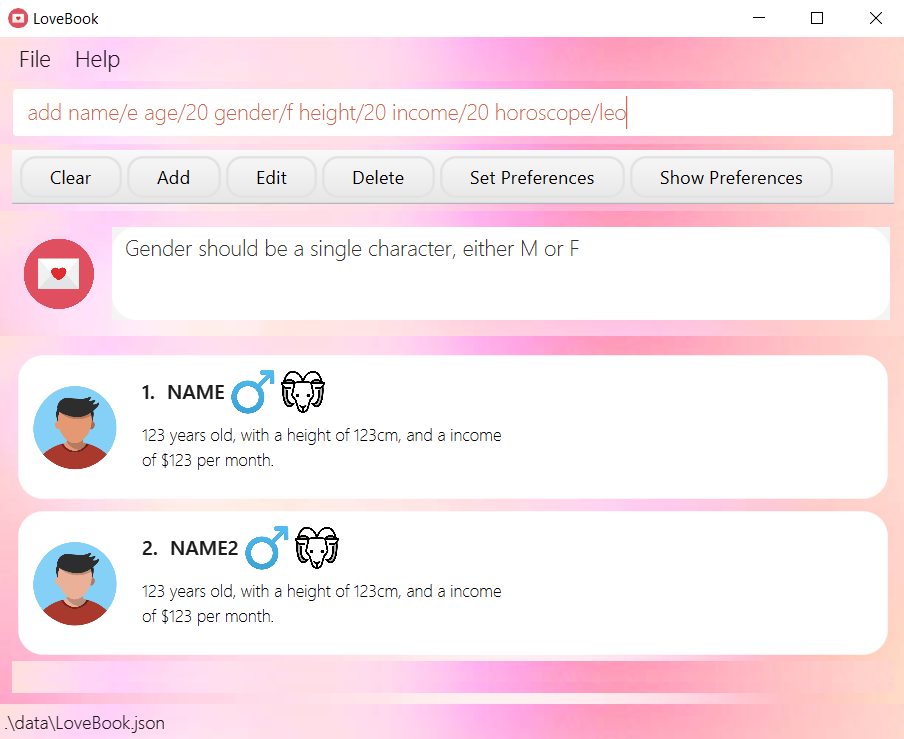 LoveBook
File Help
add name/e age/20 gender/f height/20 income/20 horoscope/leo
Clear Add Edit Delete Set Preferences Show Preferences
Gender should be a single character, either M or F
1. NAME
123 years old, with a height of 123cm, and a income
of $123 per month.
2. NAME2
123 years old, with a height of 123cm, and a income
of $123 per month.
.\data\LoveBook.json